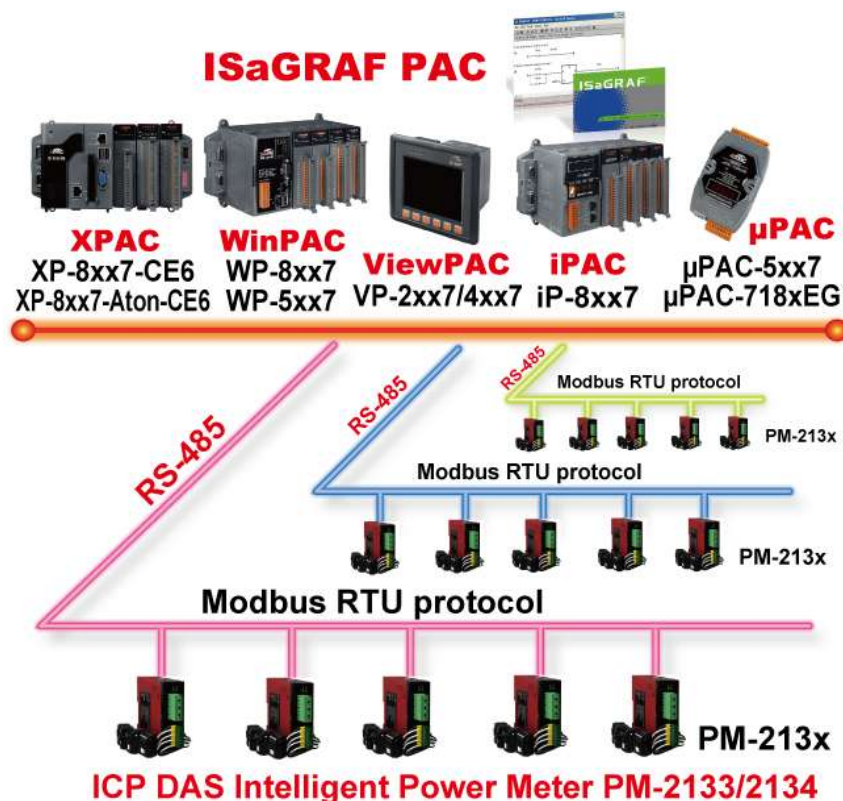 ISaGRAF PAC
ISaGRAF
XPAC
XP-8xx7-CE6
XP-8xx7-Aton-CE6
WinPAC
WP-8xx7
WP-5xx7
ViewPAC
VP-2xx7/4xx7
iPAC
iP-8xx7
µPAC
µPAC-5xx7
µPAC-718xEG
RS-485
Modbus RTU protocol
PM-213x
RS-485
Modbus RTU protocol
PM-213x
RS-485
Modbus RTU protocol
PM-213x
ICP DAS Intelligent Power Meter PM-2133/2134